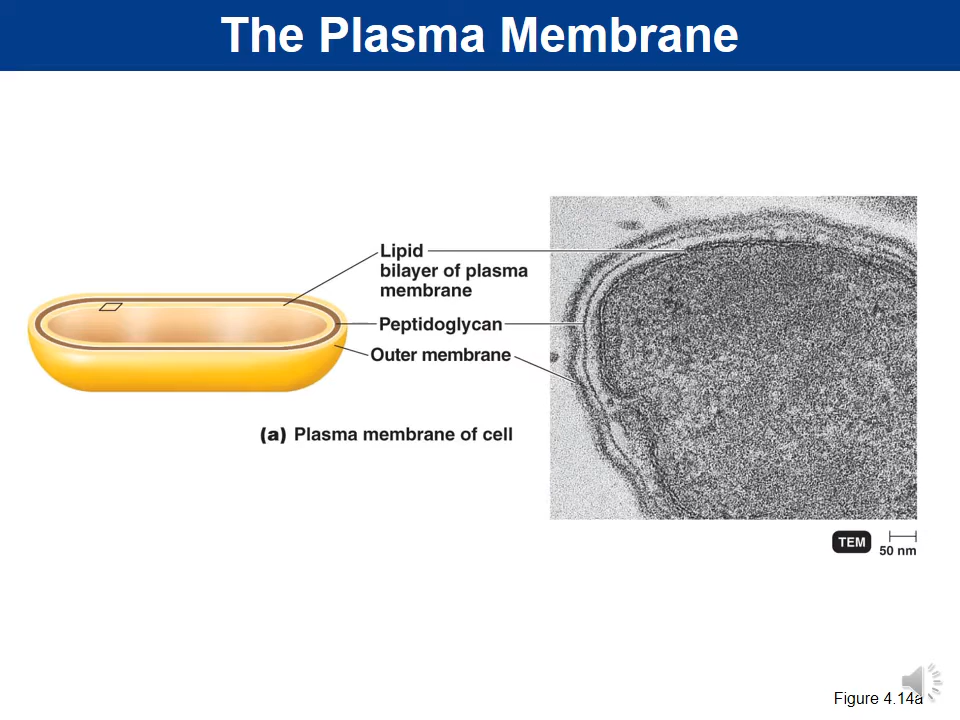 The Plasma Membrane
Lipid
bilayer of plasma
membrane
Peptidoglycan
Outer membrane
(a) Plasma membrane of cell
TEM
50 nm
Figure 4.14a